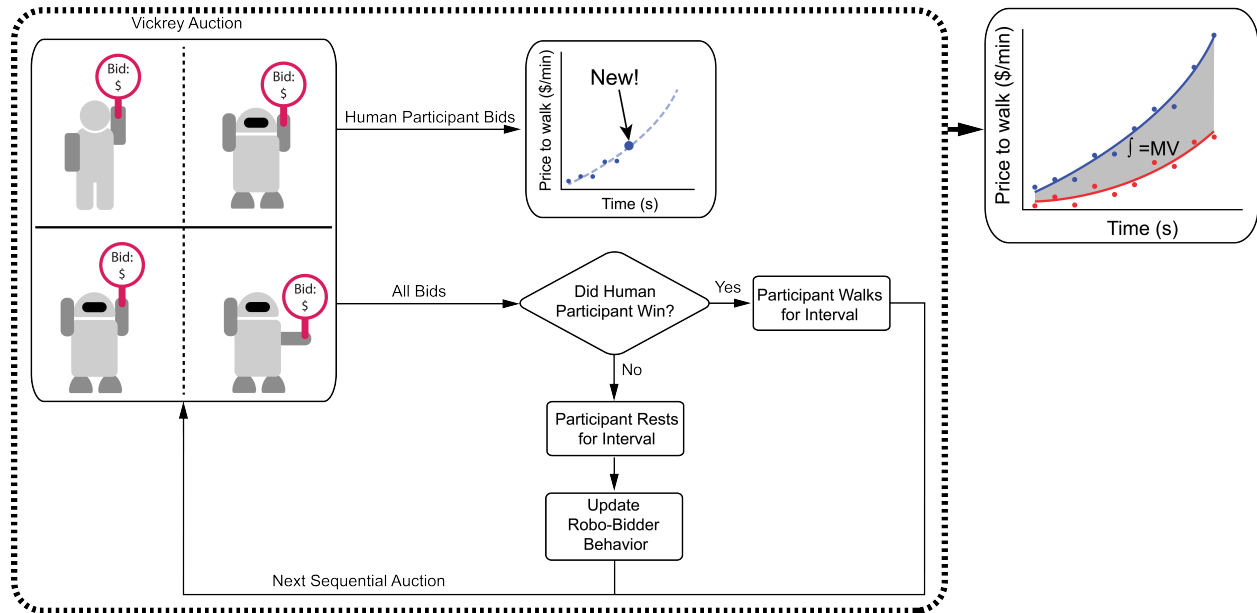 Vickrey Auction
Bid:
$
Bid:
$
Bid:
$
Bid:
$
Human Participant Bids
Price to walk ($/min)
New!
Time (s)
All Bids
Did Human
Participant Win?
Yes
Participant Walks
for Interval
No
Participant Rests
for Interval
Update
Robo-Bidder
Behavior
Next Sequential Auction
Price to walk ($/min)
∫ =MV
Time (s)